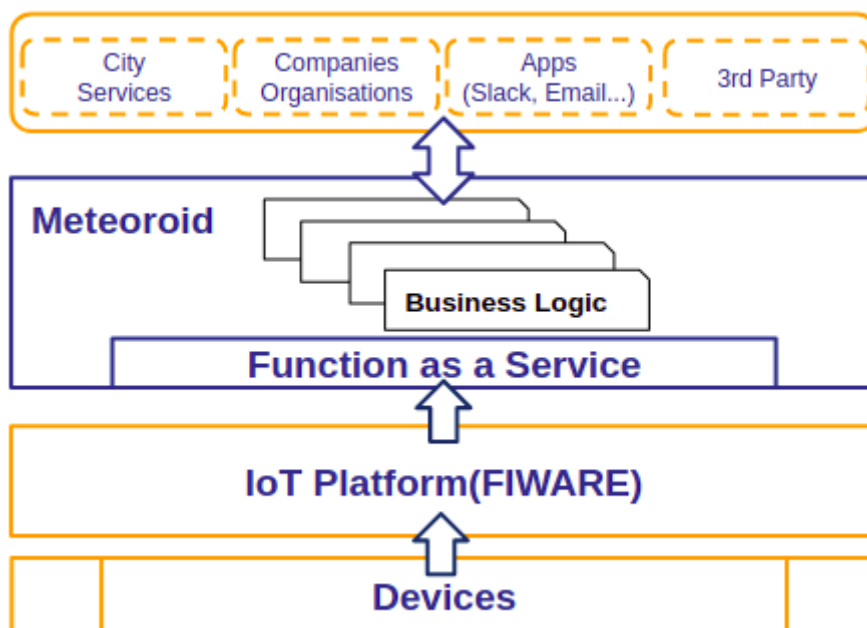 City
Services
Companies
Organisations
Apps
(Slack, Email...)
3rd Party
Meteoroid
Business Logic
Function as a Service
IoT Platform(FIWARE)
Devices